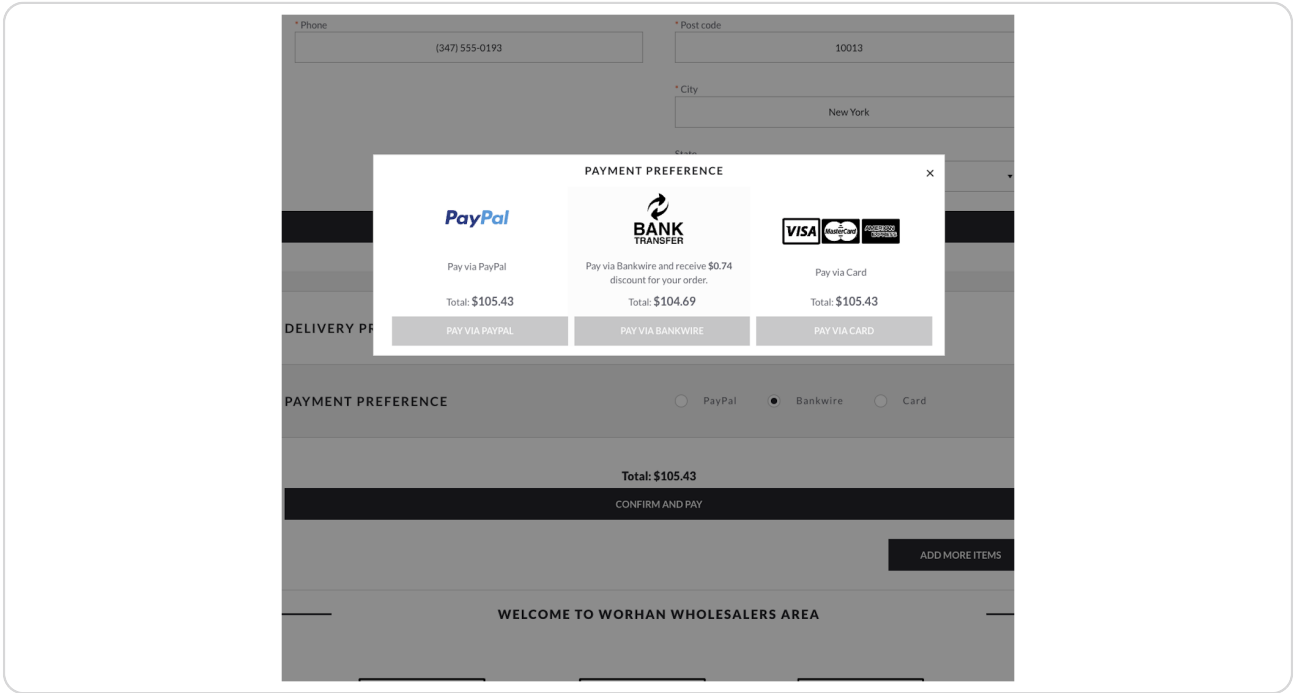 * Phone
* Post code
(347) 555-0193
10013
* City
New York
State
PAYMENT PREFERENCE
×
PayPal
BANK
TRANSFER
VISA MasterCard AMERICAN EXPRESS
Pay via PayPal
Pay via Bankwire and receive $0.74
discount for your order.
Pay via Card
Total: $105.43
Total: $104.69
Total: $105.43
PAY VIA PAYPAL
PAY VIA BANKWIRE
PAY VIA CARD
DELIVERY PR
PAYMENT PREFERENCE
PayPal
Bankwire
Card
Total: $105.43
CONFIRM AND PAY
ADD MORE ITEMS
WELCOME TO WORHAN WHOLESALERS AREA